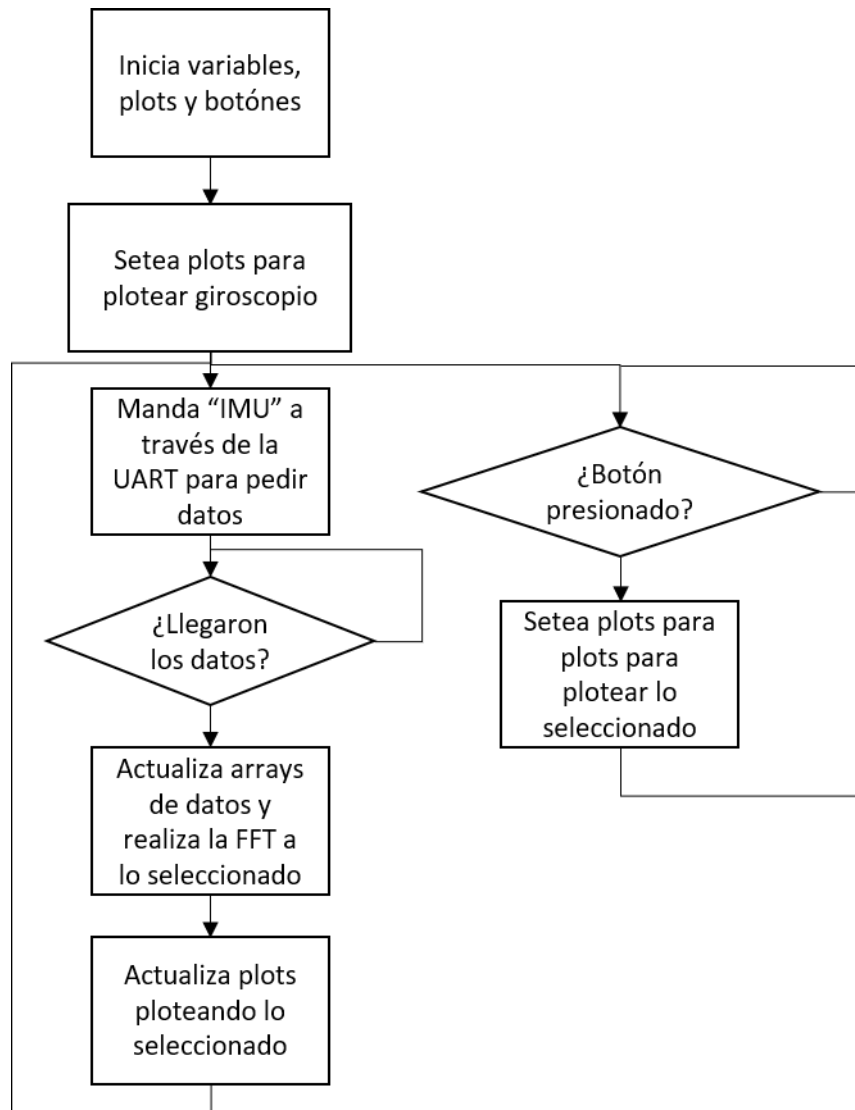 Inicia variables,
plots y botónes
Setea plots para
plotear giroscopio
Manda “IMU” a
través de la
UART para pedir
datos
¿Llegaron
los datos?
Actualiza arrays
de datos y
realiza la FFT a
lo seleccionado
Actualiza plots
ploteando lo
seleccionado
¿Botón
presionado?
Setea plots para
plots para
plotear lo
seleccionado